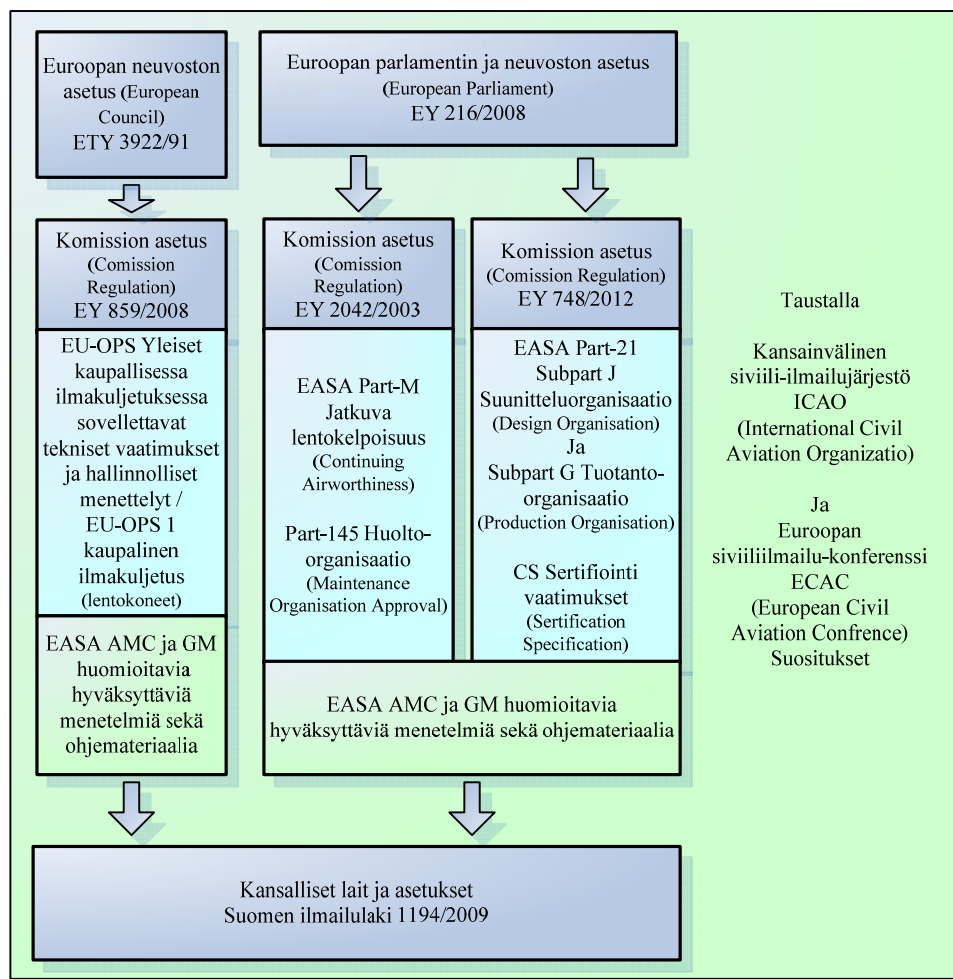 Euroopan neuvoston
asetus (European
Council)
ETY 3922/91
Euroopan parlamentin ja neuvoston asetus
(European Parliament)
EY 216/2008
Komission asetus
(Comission
Regulation)
EY 859/2008
Komission asetus
(Comission
Regulation)
EY 2042/2003
Komission asetus
(Comission Regulation)
EY 748/2012
EU-OPS Yleiset
kaupallisessa
ilmakuljetuksessa
sovellettavat
tekniset vaatimukset
ja hallinnolliset
menettelyt /
EU-OPS 1
kaupalinen
ilmakuljetus
(lentokoneet)
EASA Part-M
Jatkuva
lentokelpoisuus
(Continuing
Airworthiness)
Part-145 Huolto-
organisaatio
(Maintenance
Organisation Approval)
EASA Part-21
Subpart J
Suunitteluorganisaatio
(Design Organisation)
Ja
Subpart G Tuotanto-
organisaatio
(Production Organisation)
CS Sertifiointi
vaatimukset
(Sertification
Specification)
EASA AMC ja GM
huomioitavia
hyväksyttäviä
menetelmiä sekä
ohjemateriaalia
EASA AMC ja GM huomioitavia
hyväksyttäviä menetelmiä sekä ohjemateriaalia
Kansalliset lait ja asetukset
Suomen ilmailulaki 1194/2009
Taustalla
Kansainvälinen
siviili-ilmailujärjestö
ICAO
(International Civil
Aviation Organizatio)
Ja
Euroopan
siviiliilmailu-konferenssi
ECAC
(European Civil
Aviation Confrence)
Suositukset